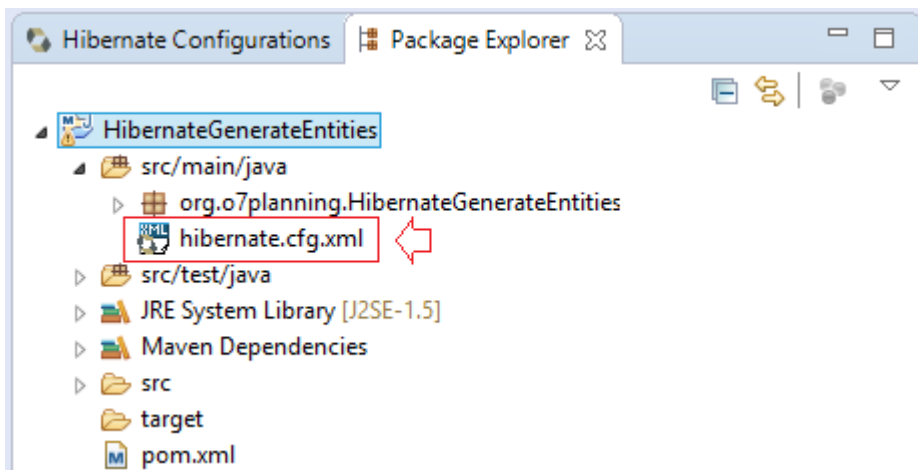 Hibernate Configurations Package Explorer
HibernateGenerateEntities
src/main/java
org.o7planning.HibernateGenerateEntities
hibernate.cfg.xml
src/test/java
JRE System Library [J2SE-1.5]
Maven Dependencies
src
target
pom.xml